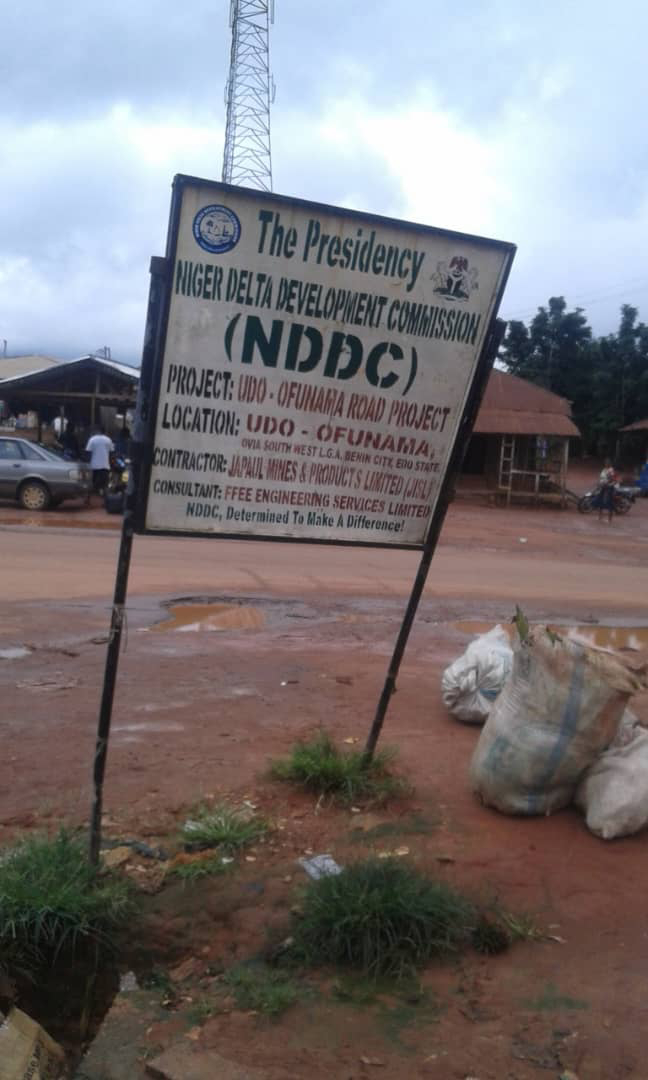 The Presidency
NIGER DELTA DEVELOPMENT COMMISSION
(NDDC)
PROJECT: UDO - OFUNAMA ROAD PROJECT
LOCATION: UDO - OFUNAMA,
OVIA SOUTH WEST L.G.A. BENIN CITY, EDO STATE
CONTRACTOR: JAPAUL MINES & PRODUCTS LIMITED (JISL)
CONSULTANT: FFEE ENGINEERING SERVICES LIMITED
NDDC, Determined To Make A Difference!